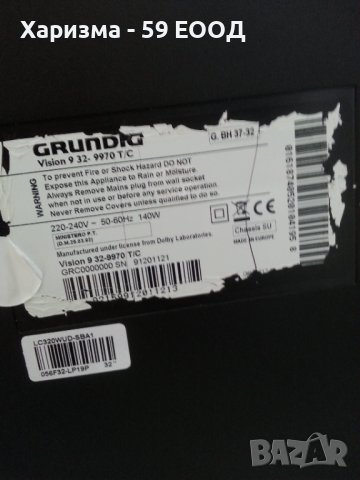 Харизма - 59 ЕООД
GRUNDIG
G. BH 37-32
Vision 9 32- 9970 T/C
WARNING
To prevent Fire or Shock Hazard DO NOT
Expose this Appliance to Rain or Moisture.
Always Remove Mains plug from wall socket
when not in use or before any service operation
Never Remove Covers unless qualified.
220-240V ~ 50-60Hz 140W
MINISTERO P.T.
Manufactured under license from Dolby Laboratories.
Vision 9 32-9970 T/C
GRC0000000 SN 91201121
CE
Chassis SU
MADE IN EUROPE
LC320WUD-SBA1
056F32-LP19P 32"
BAZAR
.bg